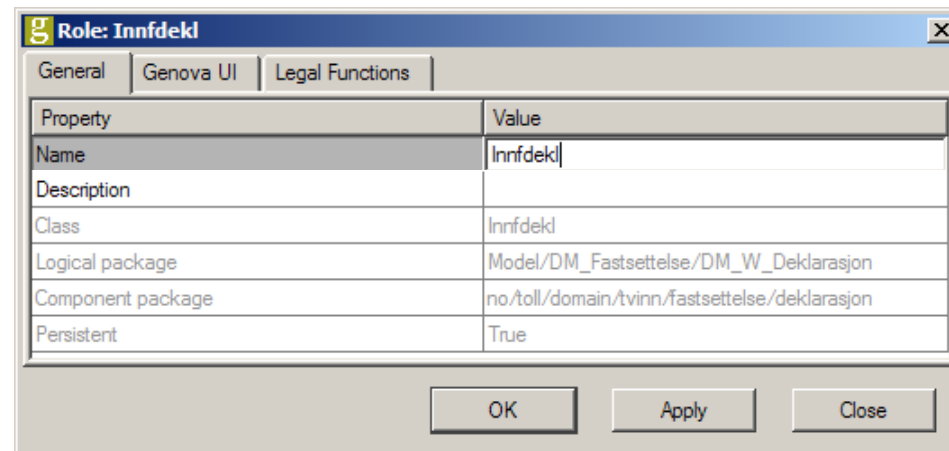 g Role: Innfdekl
General Genova UI Legal Functions
Property Value
Name Innfdekl
Description
Class Innfdekl
Logical package Model/DM_Fastsettelse/DM_W_Deklarasjon
Component package no/toll/domain/tvinn/fastsettelse/deklarasjon
Persistent True
OK Apply Close